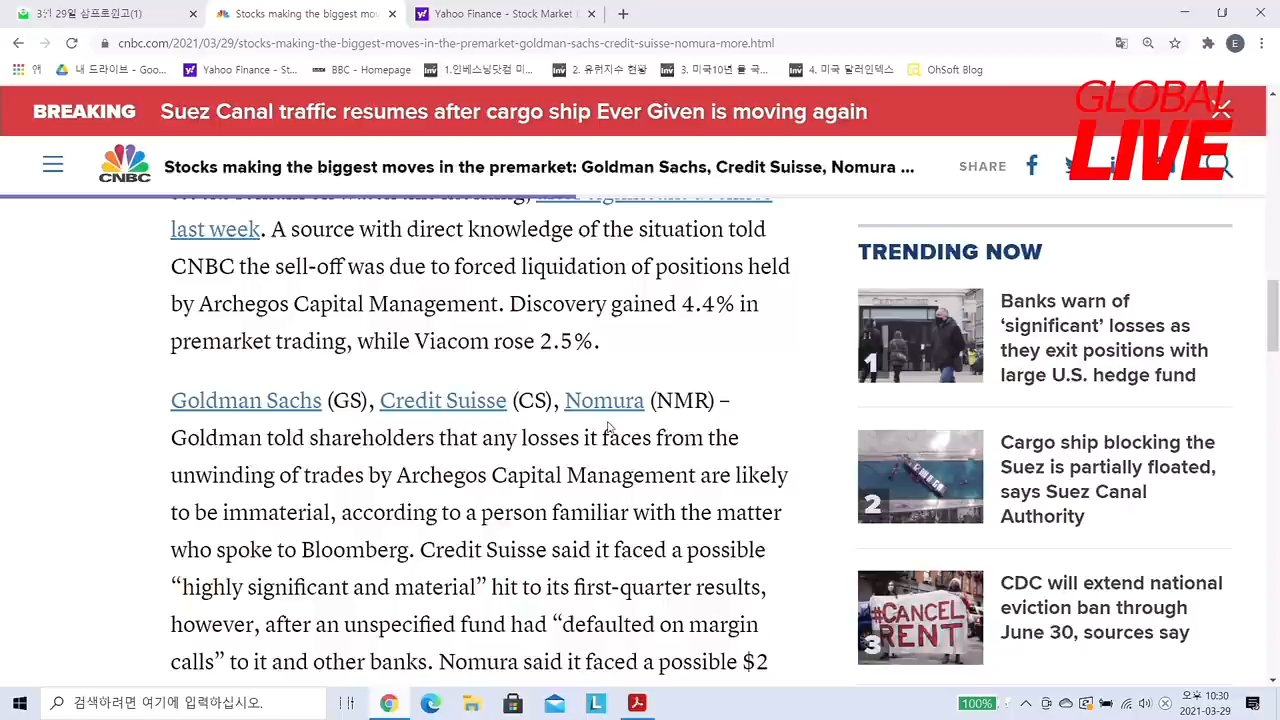 3월 29일 삼프로원고(1)
Stocks making the biggest mov
Yahoo Finance - Stock Market
cnbc.com/2021/03/29/stocks-making-the-biggest-moves-in-the-premarket-goldman-sachs-credit-suisse-nomura-more.html
E
앱
내 드라이브 - Goo...
Yahoo Finance - St...
BBC - Homepage
1.인베스팅닷컴 미...
2. 유뤼지수 현황
3. 미국10년 률 국...
4. 미국 달러인덱스
OhSoft Blog
BREAKING
Suez Canal traffic resumes after cargo ship Ever Given is moving again
GLOBAL
LIVE
CNBC
Stocks making the biggest moves in the premarket: Goldman Sachs, Credit Suisse, Nomura ...
SHARE
last week. A source with direct knowledge of the situation told
CNBC the sell-off was due to forced liquidation of positions held
by Archegos Capital Management. Discovery gained 4.4% in
premarket trading, while Viacom rose 2.5%.
Goldman Sachs (GS), Credit Suisse (CS), Nomura (NMR) –
Goldman told shareholders that any losses it faces from the
unwinding of trades by Archegos Capital Management are likely
to be immaterial, according to a person familiar with the matter
who spoke to Bloomberg. Credit Suisse said it faced a possible
“highly significant and material” hit to its first-quarter results,
however, after an unspecified fund had “defaulted on margin
calls” to it and other banks. Nomura said it faced a possible $2
TRENDING NOW
1
Banks warn of
‘significant’ losses as
they exit positions with
large U.S. hedge fund
2
Cargo ship blocking the
Suez is partially floated,
says Suez Canal
Authority
3
#CANCEL
RENT
CDC will extend national
eviction ban through
June 30, sources say
검색하려면 여기에 입력하십시오.
L
100%
오후 10:30
2021-03-29